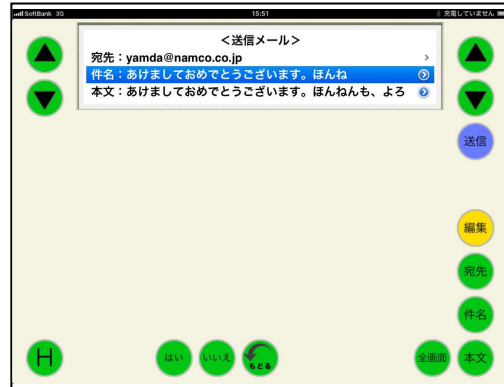 SoftBank 3G 15:51 充電していません
＜送信メール＞
宛先：yamda@namco.co.jp
件名：あけましておめでとうございます。ほんね
本文：あけましておめでとうございます。ほんねんも、よろ
送信
編集
宛先
件名
H はい いいえ もどる 全画面 本文